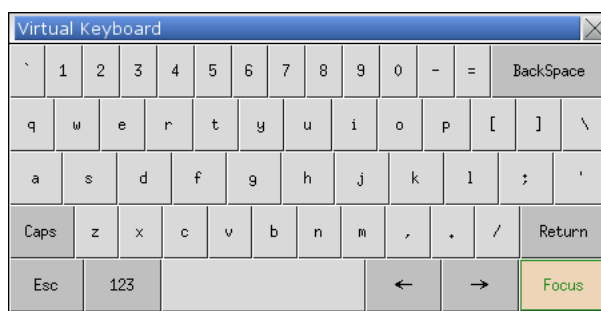 Virtual Keyboard
` 1 2 3 4 5 6 7 8 9 0 - = BackSpace
q w e r t y u i o p [ ] \
a s d f g h j k l ; '
Caps z x c v b n m , . / Return
Esc 123 ← → Focus